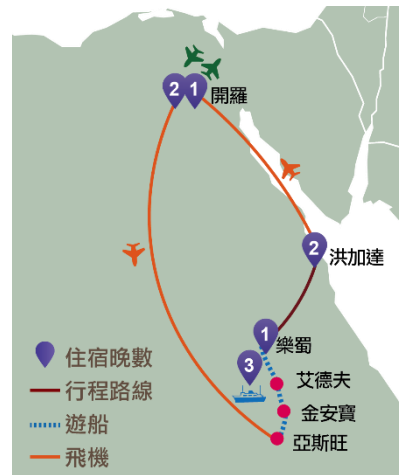 2 1 開羅
2 洪加達
1 樂蜀
3
艾德夫
金安寶
亞斯旺
住宿晚數
行程路線
遊船
飛機